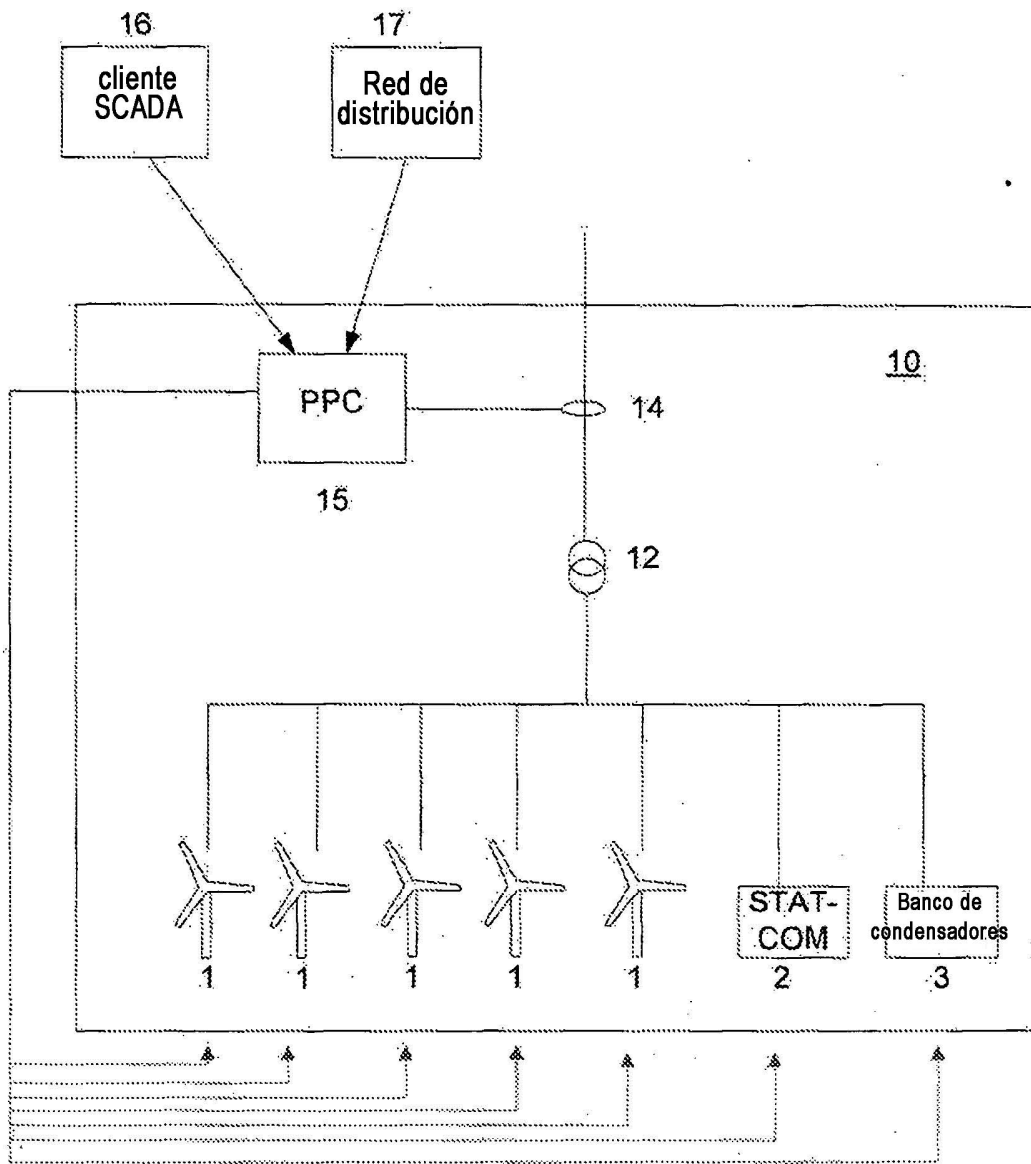 16
17
cliente
SCADA
Red de
distribución
10
PPC
14
15
12
STAT-
COM
Banco de
condensadores
1
1
1
1
1
2
3